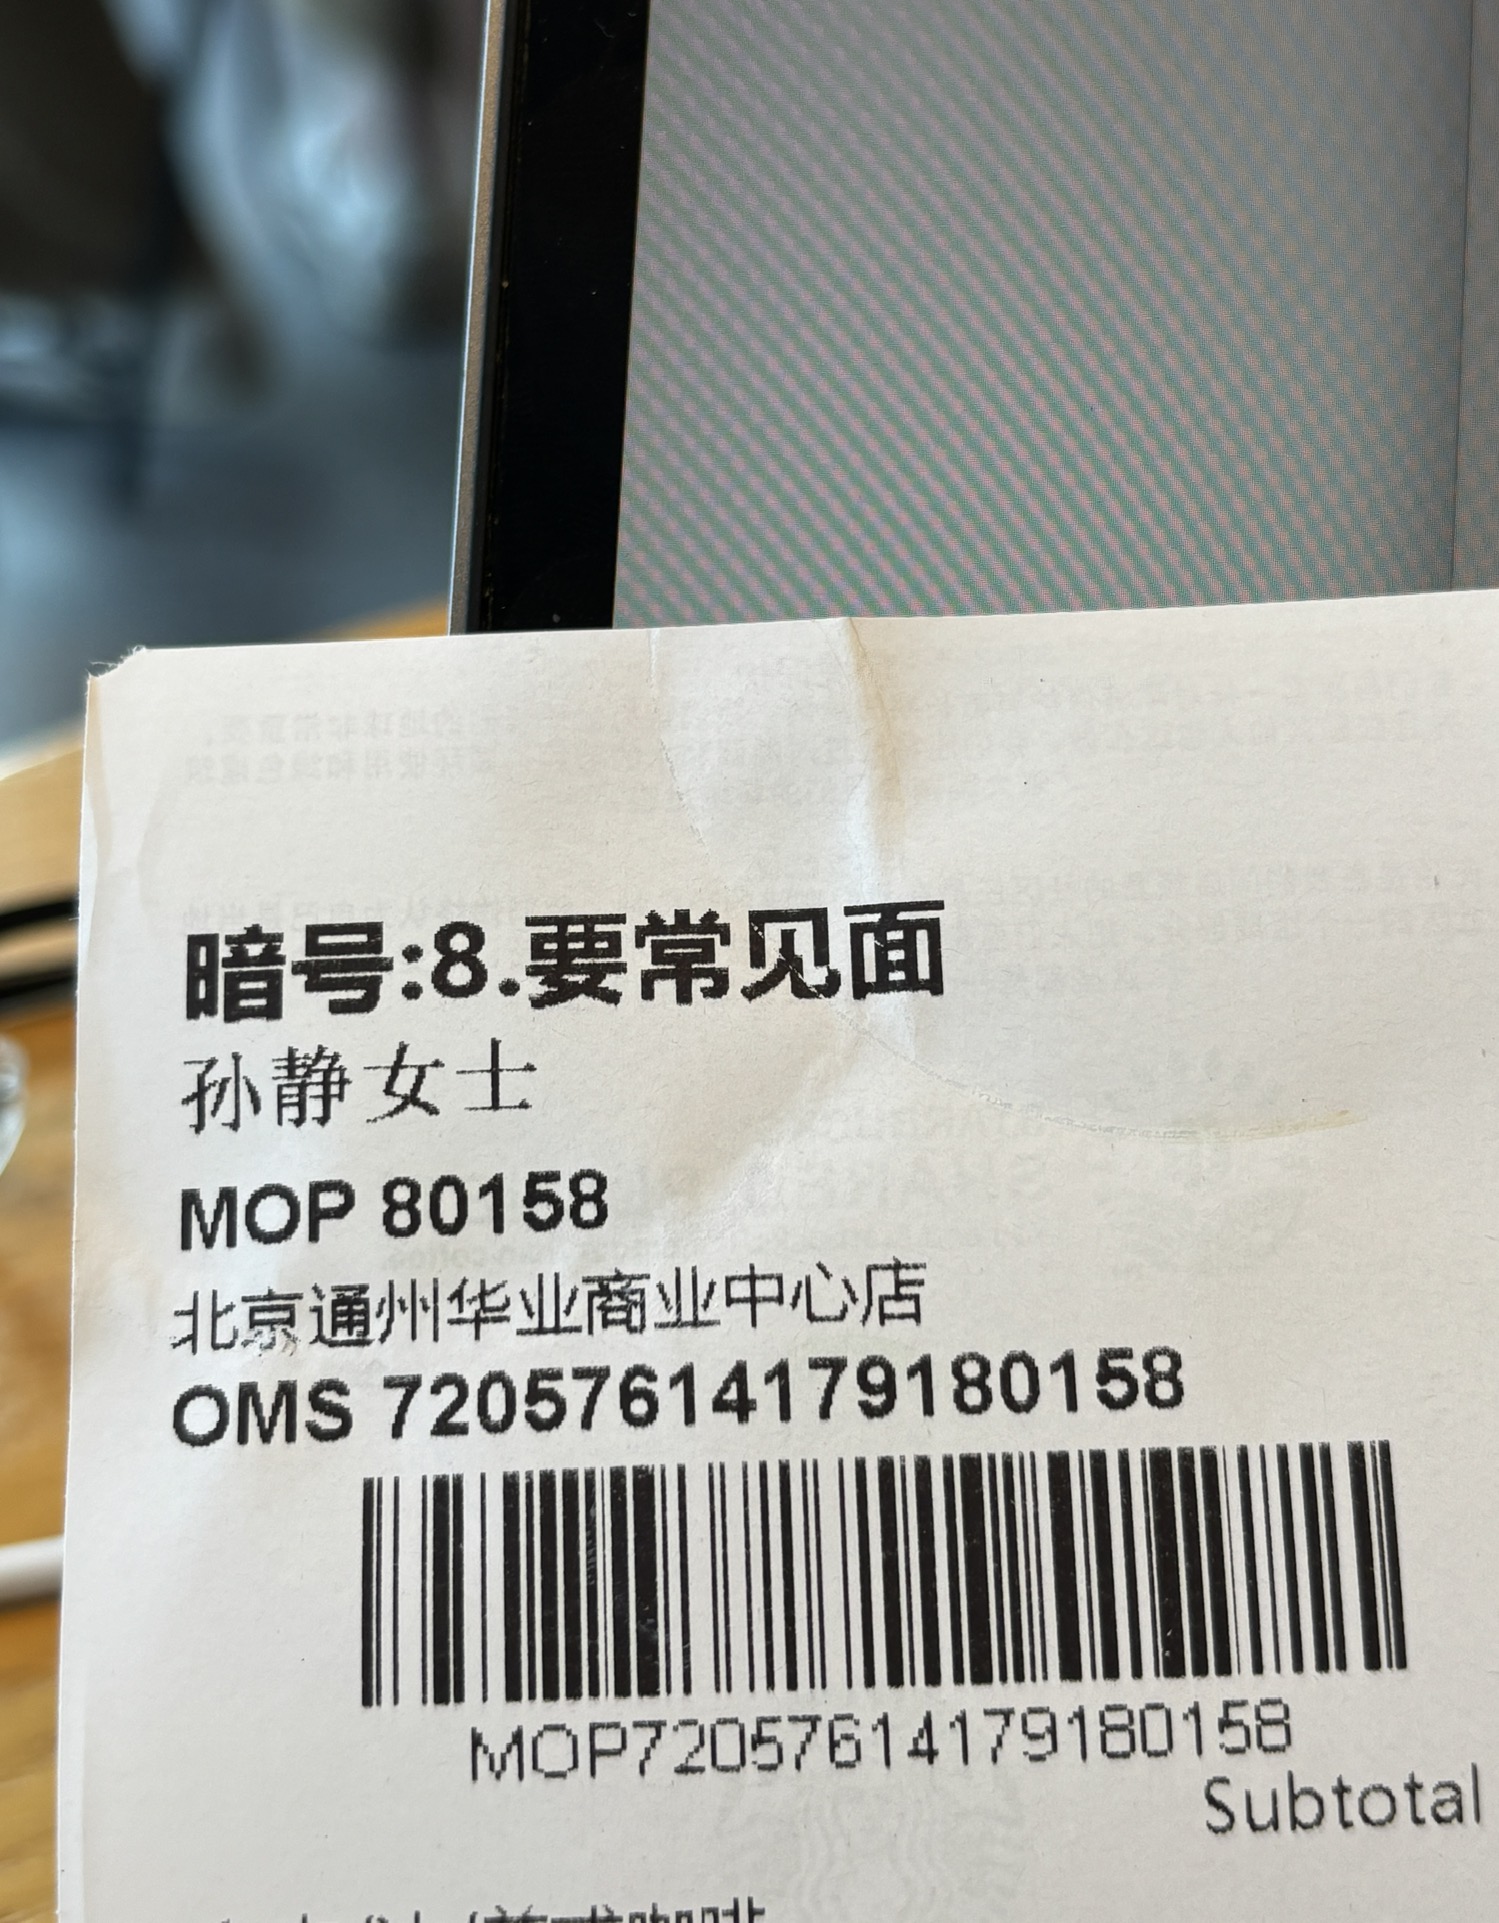 暗号:8.要常见面
孙静女士
MOP 80158
北京通州华业商业中心店
OMS 72057614179180158
MOP72057614179180158
Subtotal